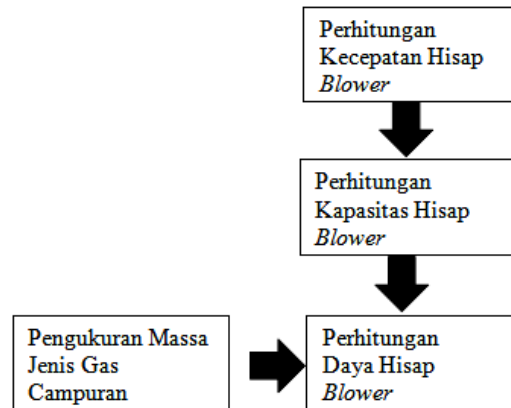 Perhitungan
Kecepatan Hisap
Blower
Perhitungan
Kapasitas Hisap
Blower
Pengukuran Massa
Jenis Gas
Campuran
Perhitungan
Daya Hisap
Blower